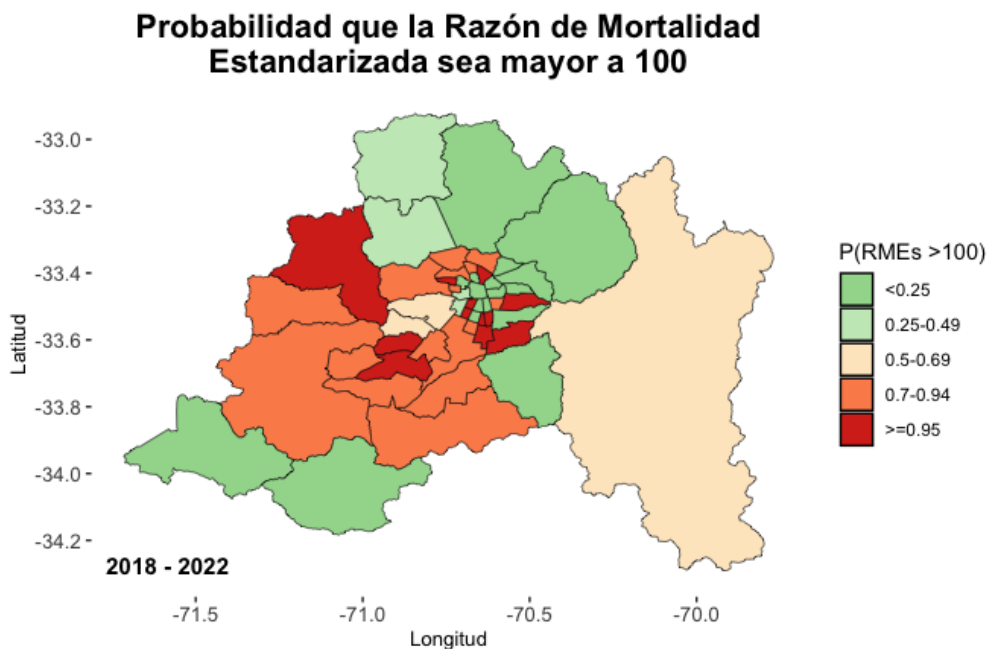 Probabilidad que la Razón de Mortalidad
Estandarizada sea mayor a 100
-33.0
-33.2
-33.4
-33.6
-33.8
-34.0
-34.2
Latitud
2018 - 2022
-71.5
-71.0
-70.5
-70.0
Longitud
P(RMEs >100)
<0.25
0.25-0.49
0.5-0.69
0.7-0.94
>=0.95